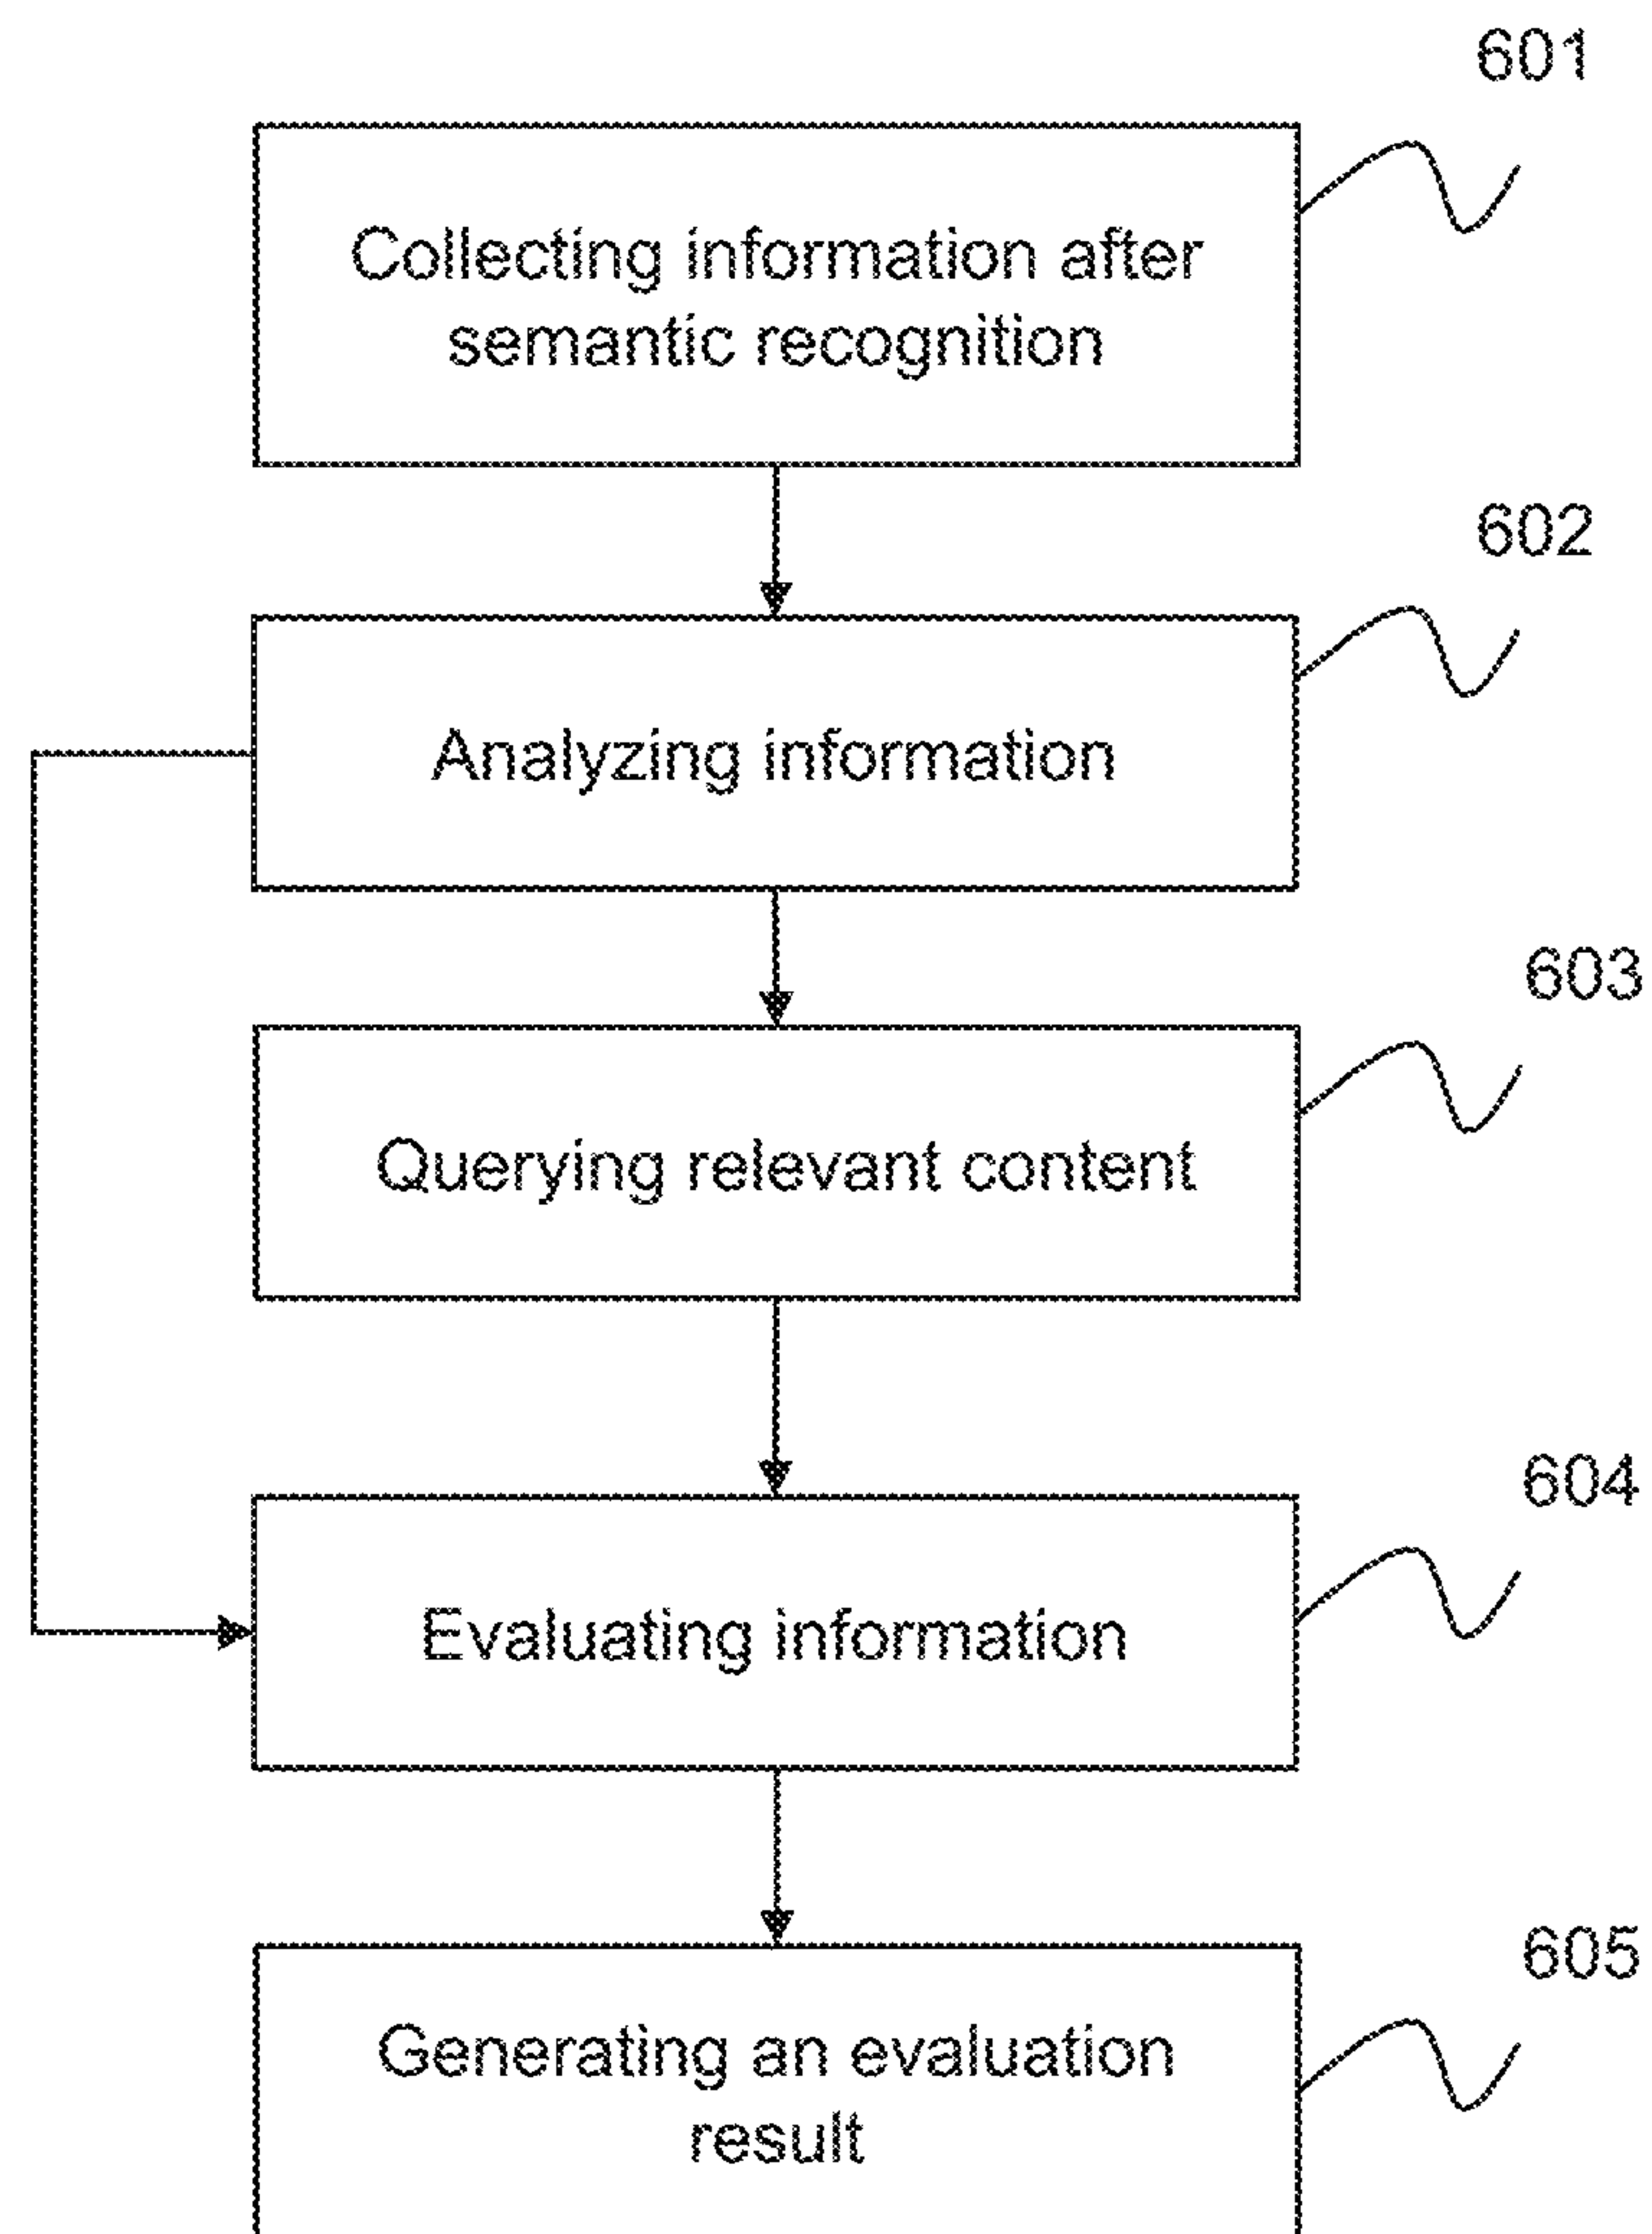 601
Collecting information after
semantic recognition
602
Analyzing information
603
Querying relevant content
604
Evaluating information
605
Generating an evaluation
result